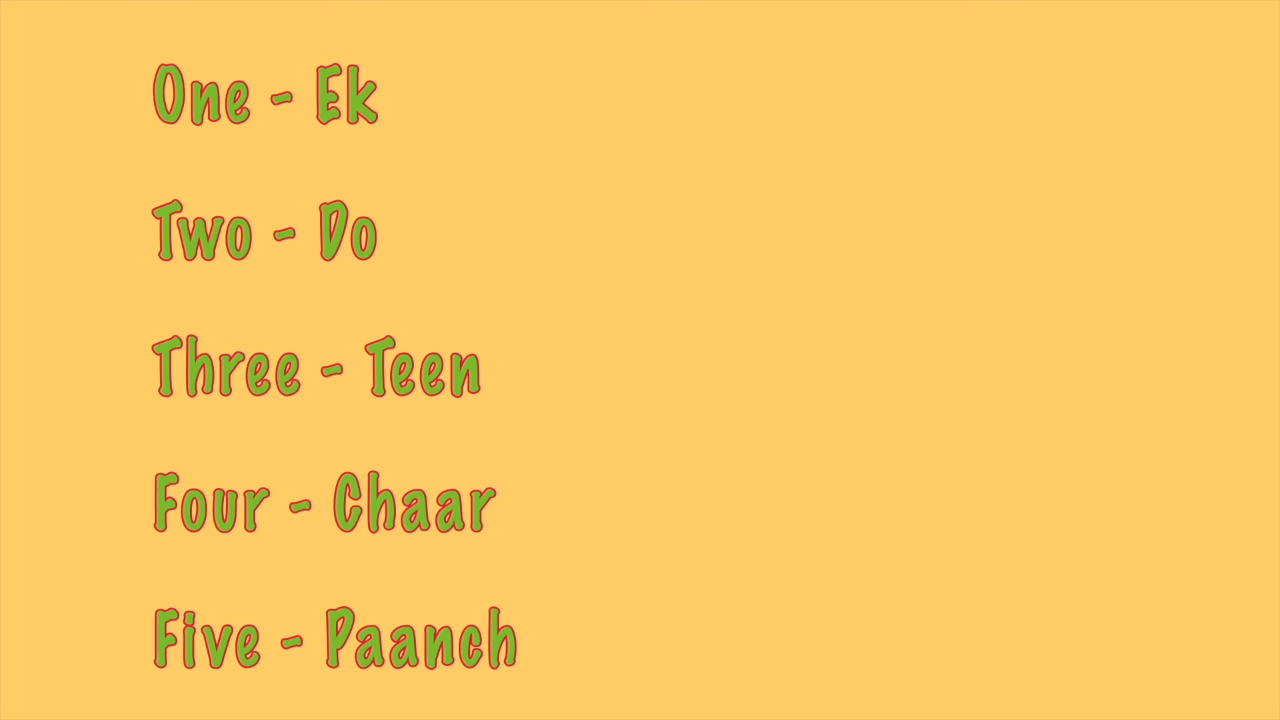 One - Ek
Two - Do
Three - Teen
Four - Chaar
Five - Paanch